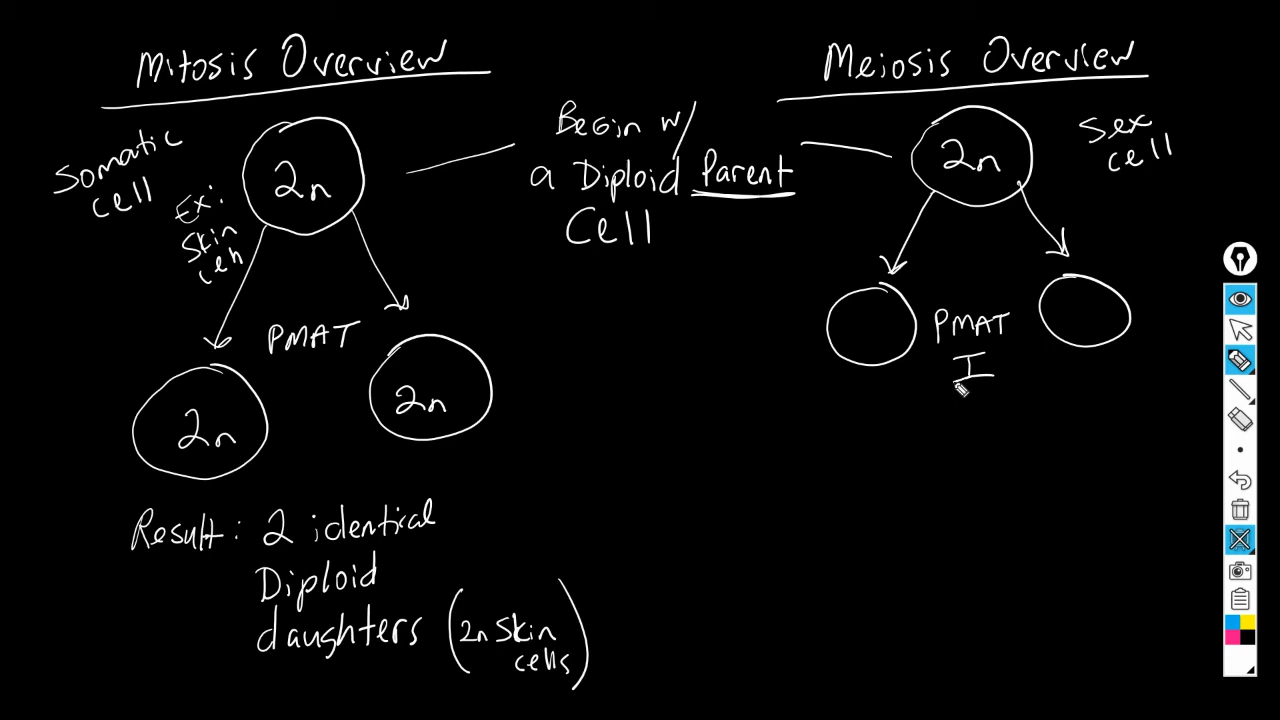 Mitosis Overview
Somatic
cell
Ex:
Skin
cell
2n
PMAT
2n
2n
Result: 2 identical
Diploid
daughters (2n Skin
cells)
Begin w/
a Diploid Parent
Cell
Meiosis Overview
2n
Sex
cell
PMAT
I